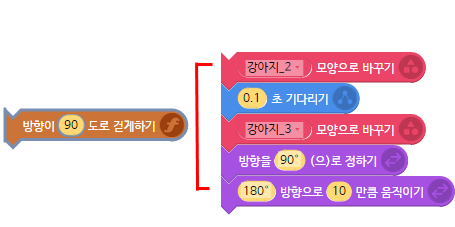 강아지_2 모양으로 바꾸기
0.1 초 기다리기
방향이 90 도로 걷게하기
강아지_3 모양으로 바꾸기
방향을 90° (으)로 정하기
180° 방향으로 10 만큼 움직이기